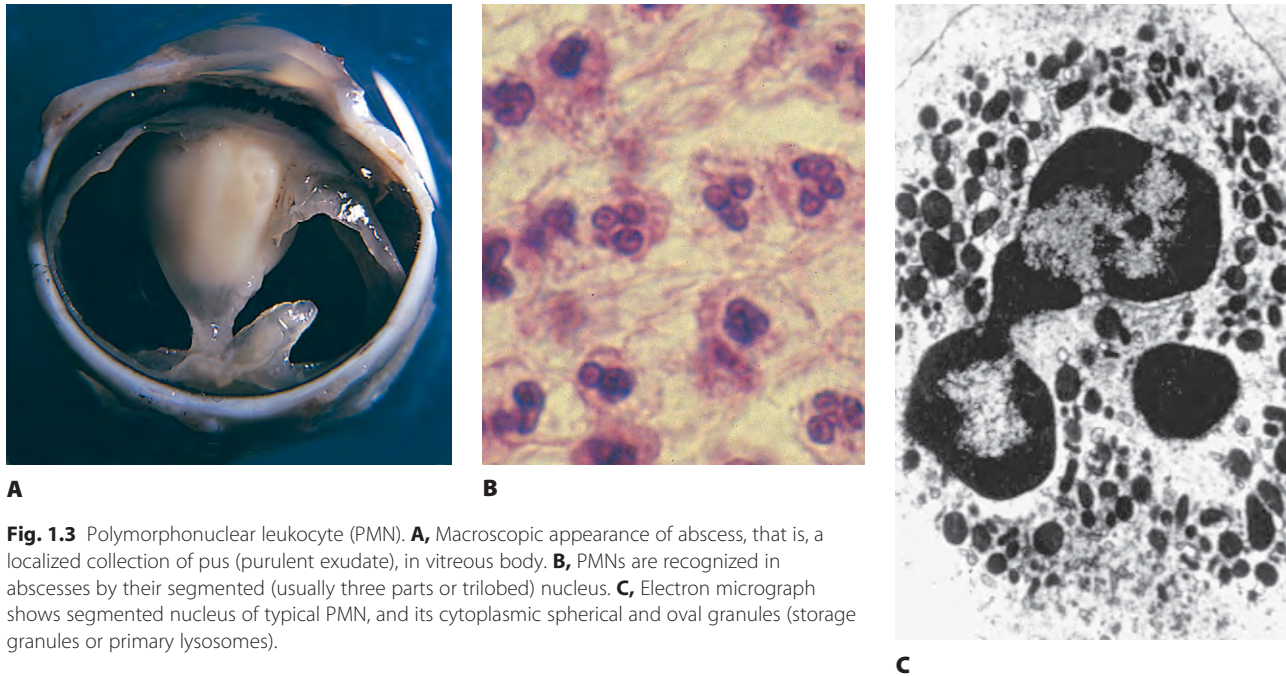 A
B
Fig. 1.3 Polymorphonuclear leukocyte (PMN). A, Macroscopic appearance of abscess, that is, a
localized collection of pus (purulent exudate), in vitreous body. B, PMNs are recognized in
abscesses by their segmented (usually three parts or trilobed) nucleus. C, Electron micrograph
shows segmented nucleus of typical PMN, and its cytoplasmic spherical and oval granules (storage
granules or primary lysosomes).
C